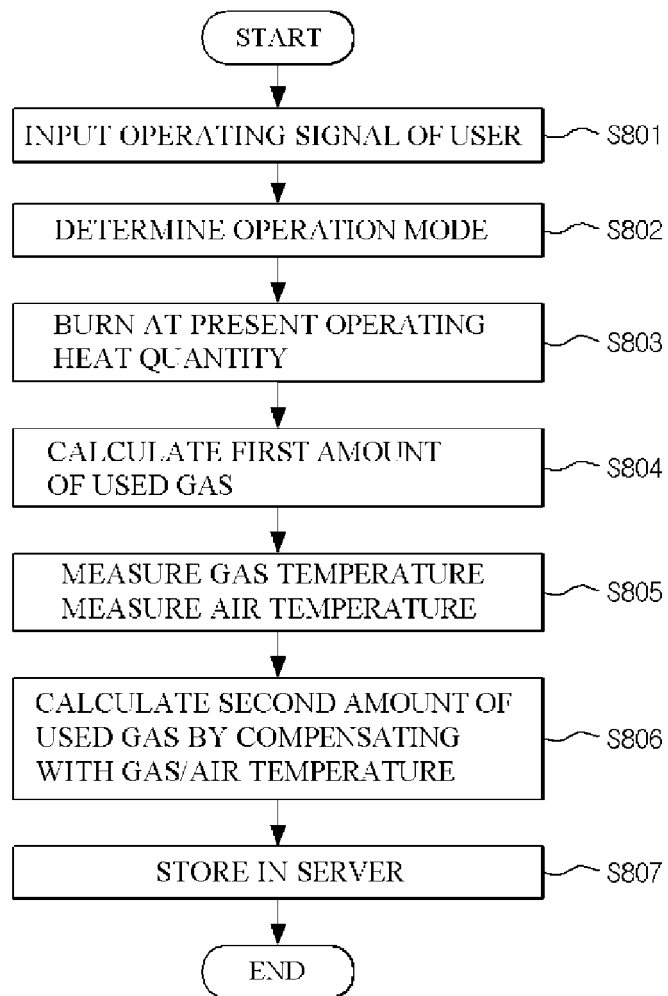 START
INPUT OPERATING SIGNAL OF USER
S801
DETERMINE OPERATION MODE
S802
BURN AT PRESENT OPERATING
HEAT QUANTITY
S803
CALCULATE FIRST AMOUNT
OF USED GAS
S804
MEASURE GAS TEMPERATURE
MEASURE AIR TEMPERATURE
S805
CALCULATE SECOND AMOUNT OF
USED GAS BY COMPENSATING
WITH GAS/AIR TEMPERATURE
S806
STORE IN SERVER
S807
END